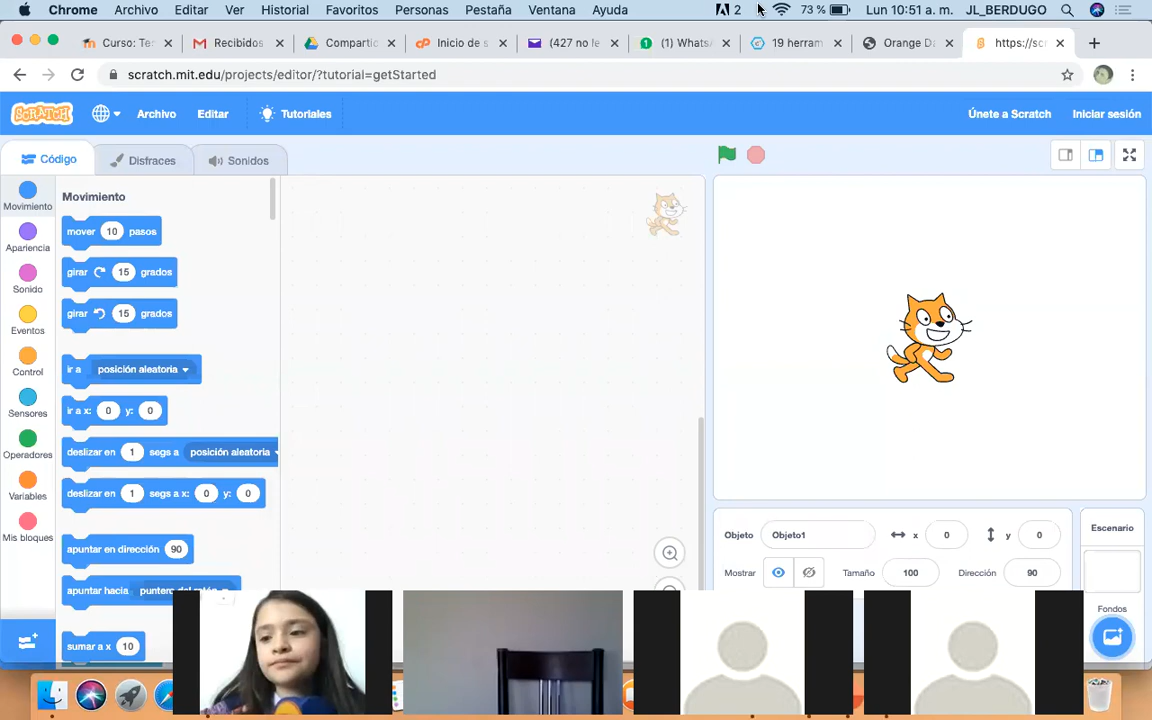 Chrome Archivo Editar Ver Historial Favoritos Personas Pestaña Ventana Ayuda 2 73 % Lun 10:51 a. m. JL_BERDUGO
Curso: Ter Recibidos Compartic Inicio de s (427 no le (1) Whats/ 19 herram Orange Da https://scr
scratch.mit.edu/projects/editor/?tutorial=getStarted
SCRATCH Archivo Editar Tutoriales Únete a Scratch Iniciar sesión
Código Disfraces Sonidos
Movimiento
Apariencia
Sonido
Eventos
Control
Sensores
Operadores
Variables
Mis bloques
Movimiento
mover 10 pasos
girar 15 grados
girar 15 grados
ir a posición aleatoria
ir a x: 0 y: 0
deslizar en 1 segs a posición aleatoria
deslizar en 1 segs a x: 0 y: 0
apuntar en dirección 90
apuntar hacia
sumar a x 10
Objeto Objeto1 x 0 y 0
Mostrar Tamaño 100 Dirección 90
Escenario
Fondos